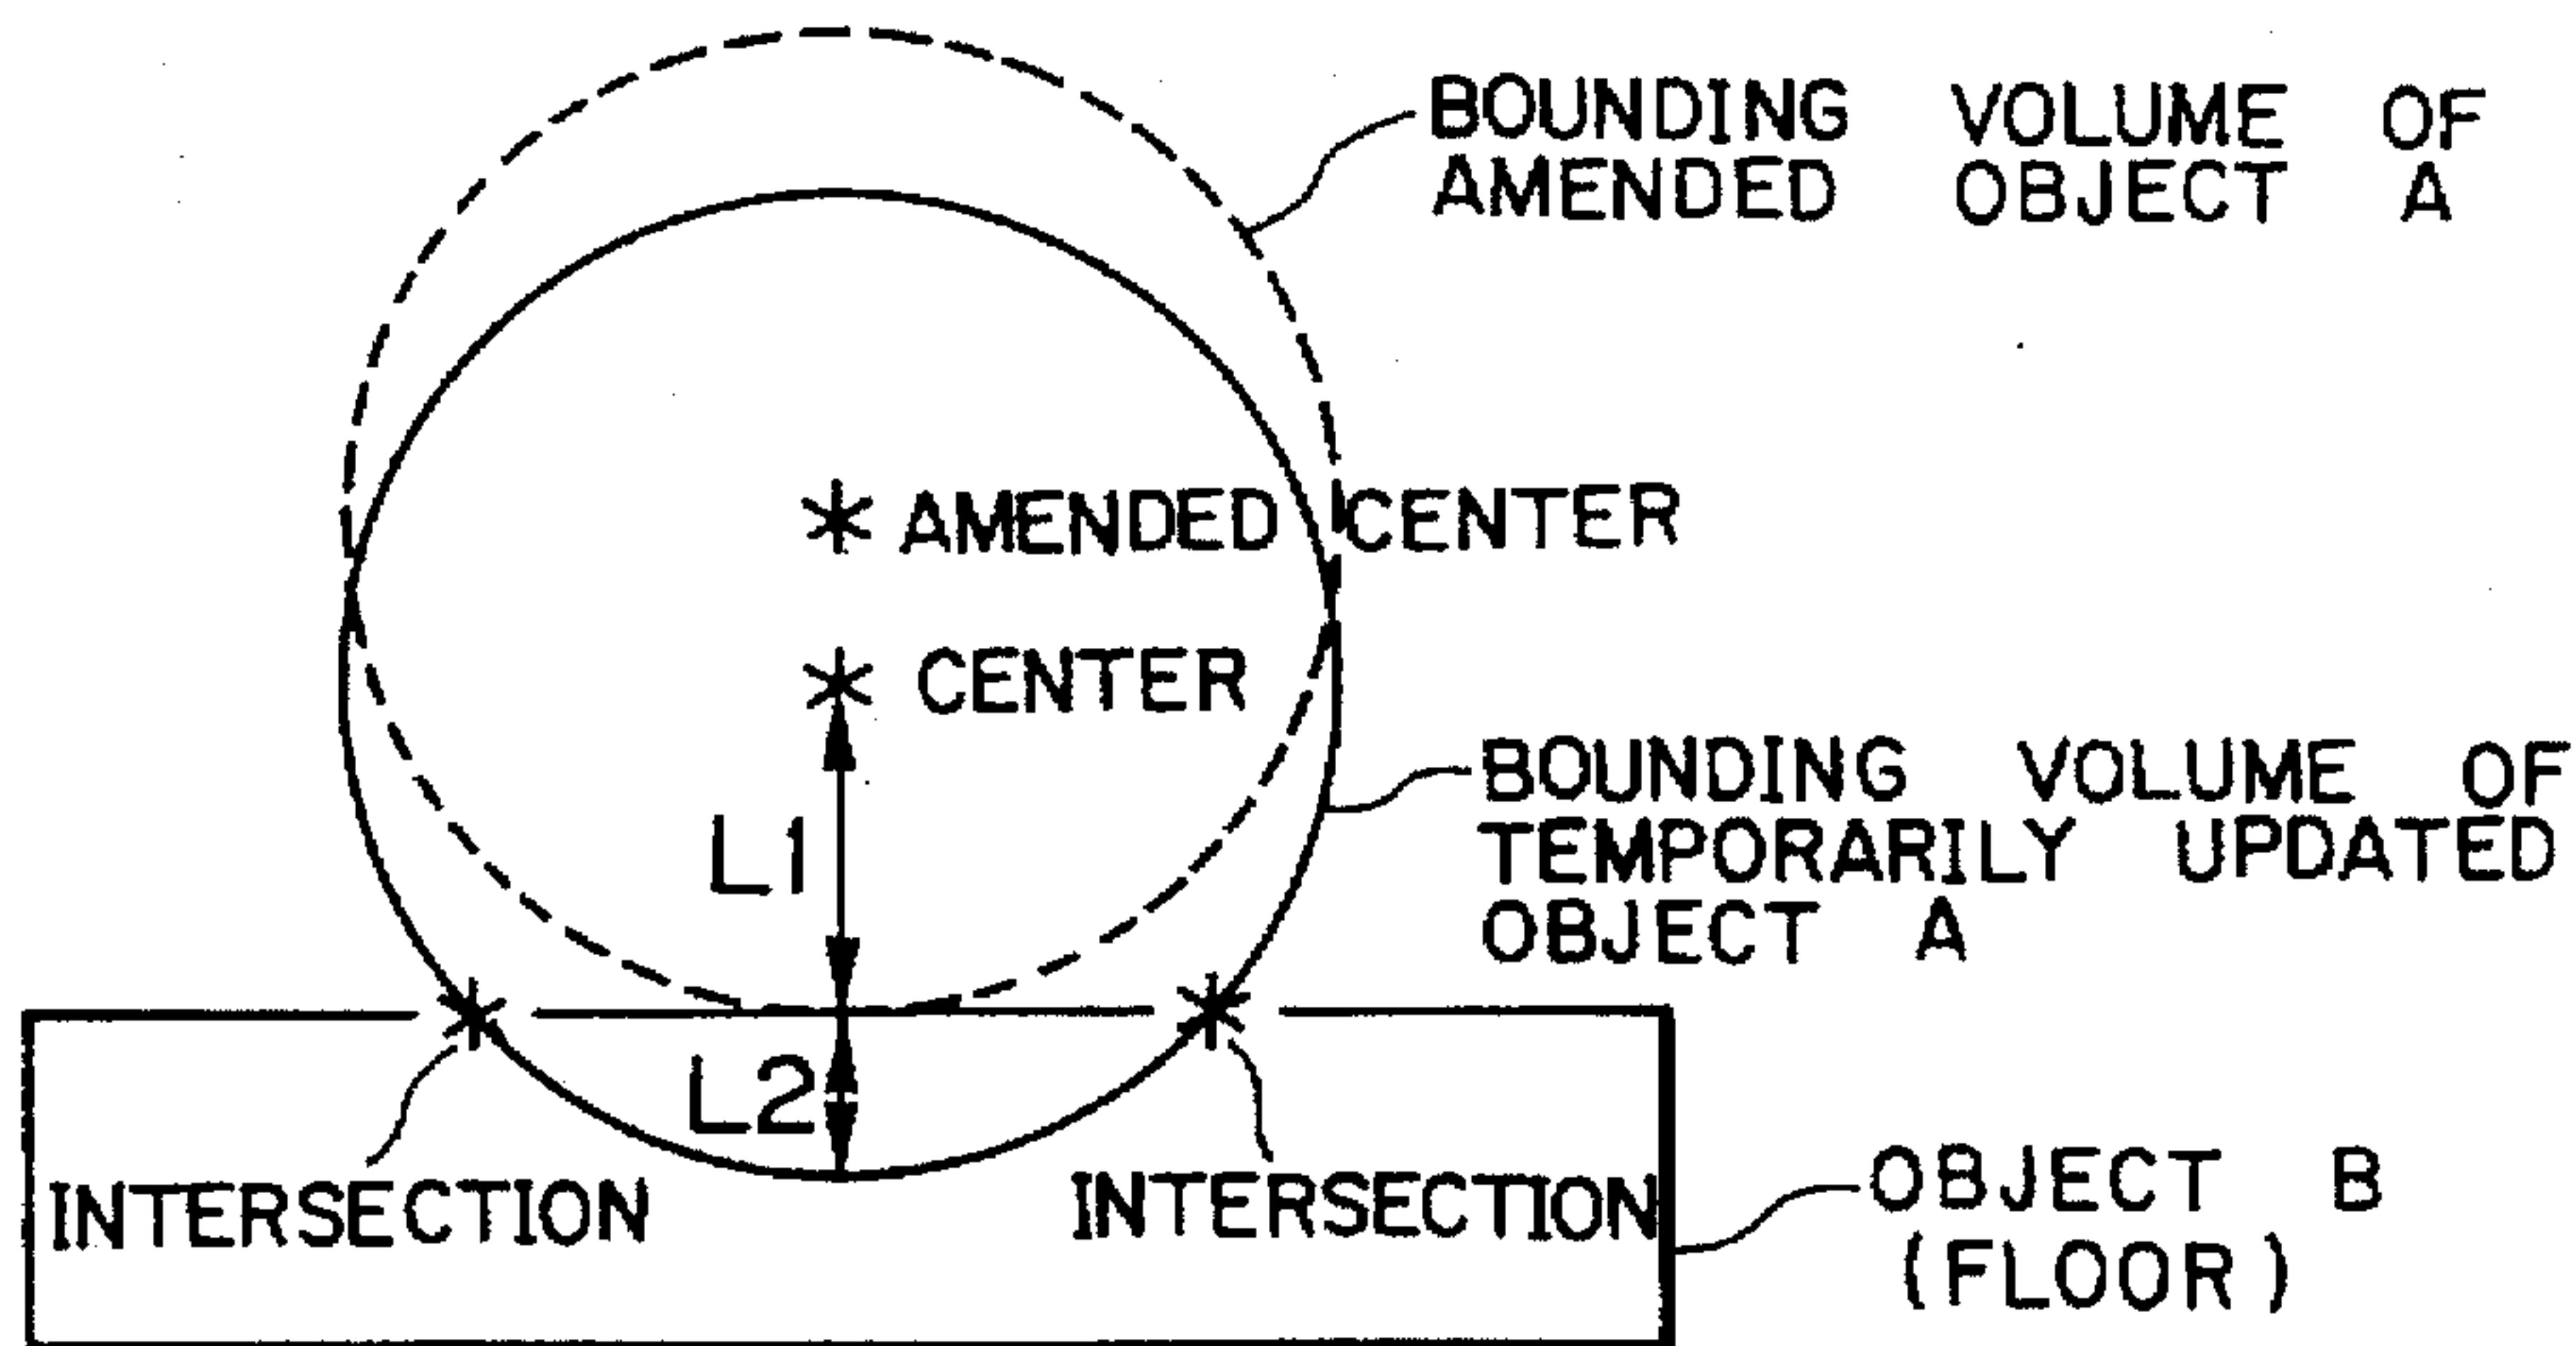 BOUNDING VOLUME OF
AMENDED OBJECT A
AMENDED CENTER
CENTER
BOUNDING VOLUME OF
TEMPORARILY UPDATED
OBJECT A
L1
L2
INTERSECTION
INTERSECTION
OBJECT B
(FLOOR)